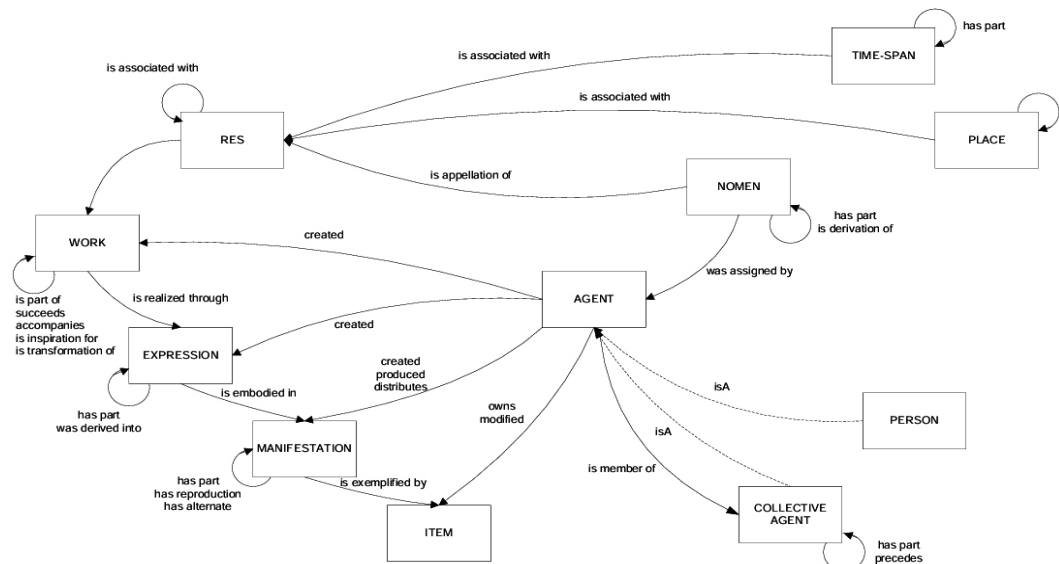 has part
TIME-SPAN
is associated with
is associated with
is associated with
RES
PLACE
is appellation of
NOMEN
has part
is derivation of
WORK
created
was assigned by
is part of
succeeds
accompanies
is inspiration for
is transformation of
is realized through
AGENT
created
EXPRESSION
created
produced
distributes
has part
was derived into
is embodied in
owns
modified
isA
PERSON
MANIFESTATION
isA
is member of
has part
has reproduction
has alternate
is exemplified by
ITEM
COLLECTIVE
AGENT
has part
precedes